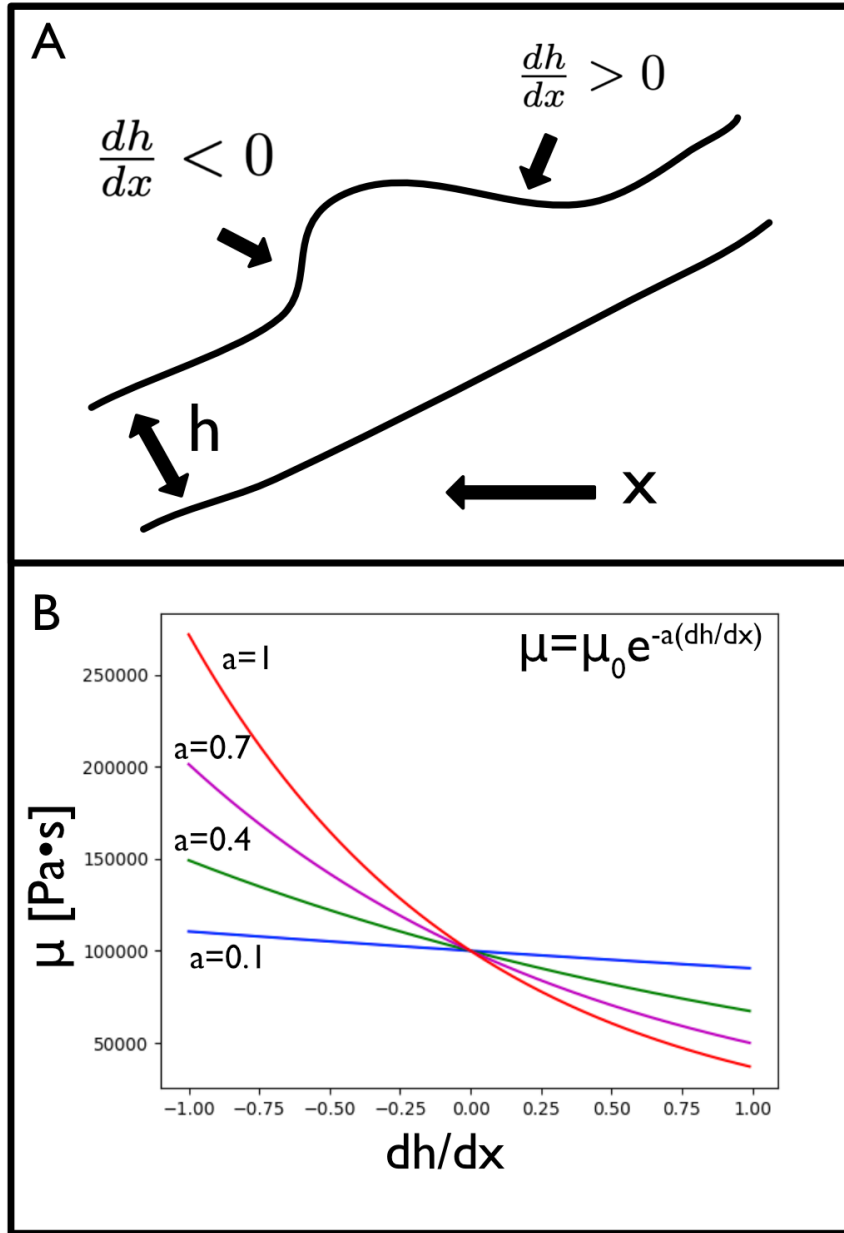 A
dh/dx < 0
dh/dx > 0
h
x
B
μ=μ₀e^-a(dh/dx)
a=1
a=0.7
a=0.4
a=0.1
250000
200000
150000
100000
50000
μ [Pa•s]
−1.00 −0.75 −0.50 −0.25 0.00 0.25 0.50 0.75 1.00
dh/dx